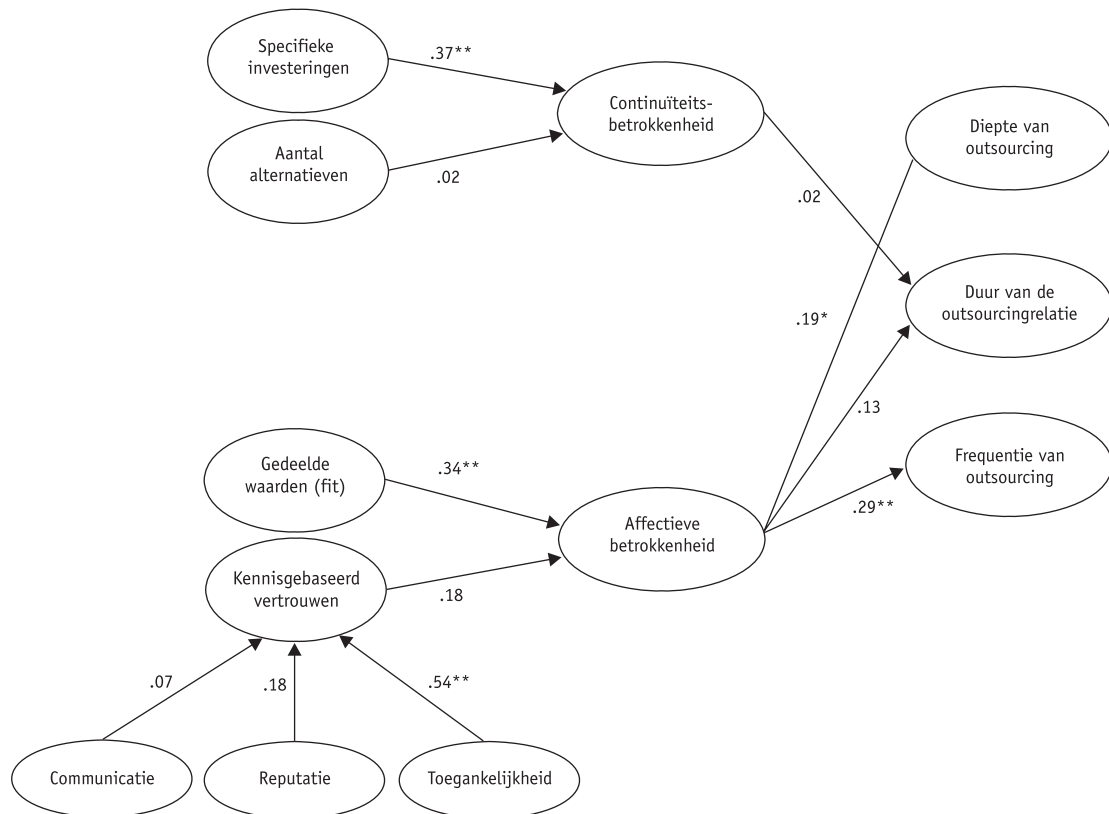 Specifieke
investeringen
.37**
Continuïteits-
betrokkenheid
Diepte van
outsourcing
Aantal
alternatieven
.02
.02
Duur van de
outsourcingrelatie
.19*
.13
Gedeelde
waarden (fit)
.34**
Frequentie van
outsourcing
.29**
Affectieve
betrokkenheid
Kennisgebaseerd
vertrouwen
.18
.07
.18
.54**
Communicatie
Reputatie
Toegankelijkheid